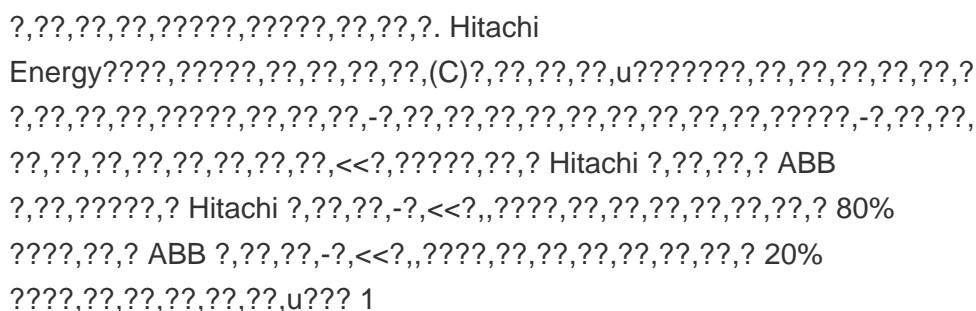 ?,??,??,??,?????,?????,??,??,?. Hitachi
Energy????,?????,??,??,??,??,(C)?,??,??,??,u???????,??,??,??,??,??,?
?,??,??,??,?????,??,??,??,-?,??,??,??,??,??,??,??,??,?????,-?,??,??,
??,??,??,??,??,??,??,??,<<?,?????,??,? Hitachi ?,??,??,? ABB
?,??,?????,? Hitachi ?,??,??,-?,<<?,,????,??,??,??,??,??,??,? 80%
????,??,? ABB ?,??,??,-?,<<?,,????,??,??,??,??,??,??,? 20%
????,??,??,??,??,??,u??? 1